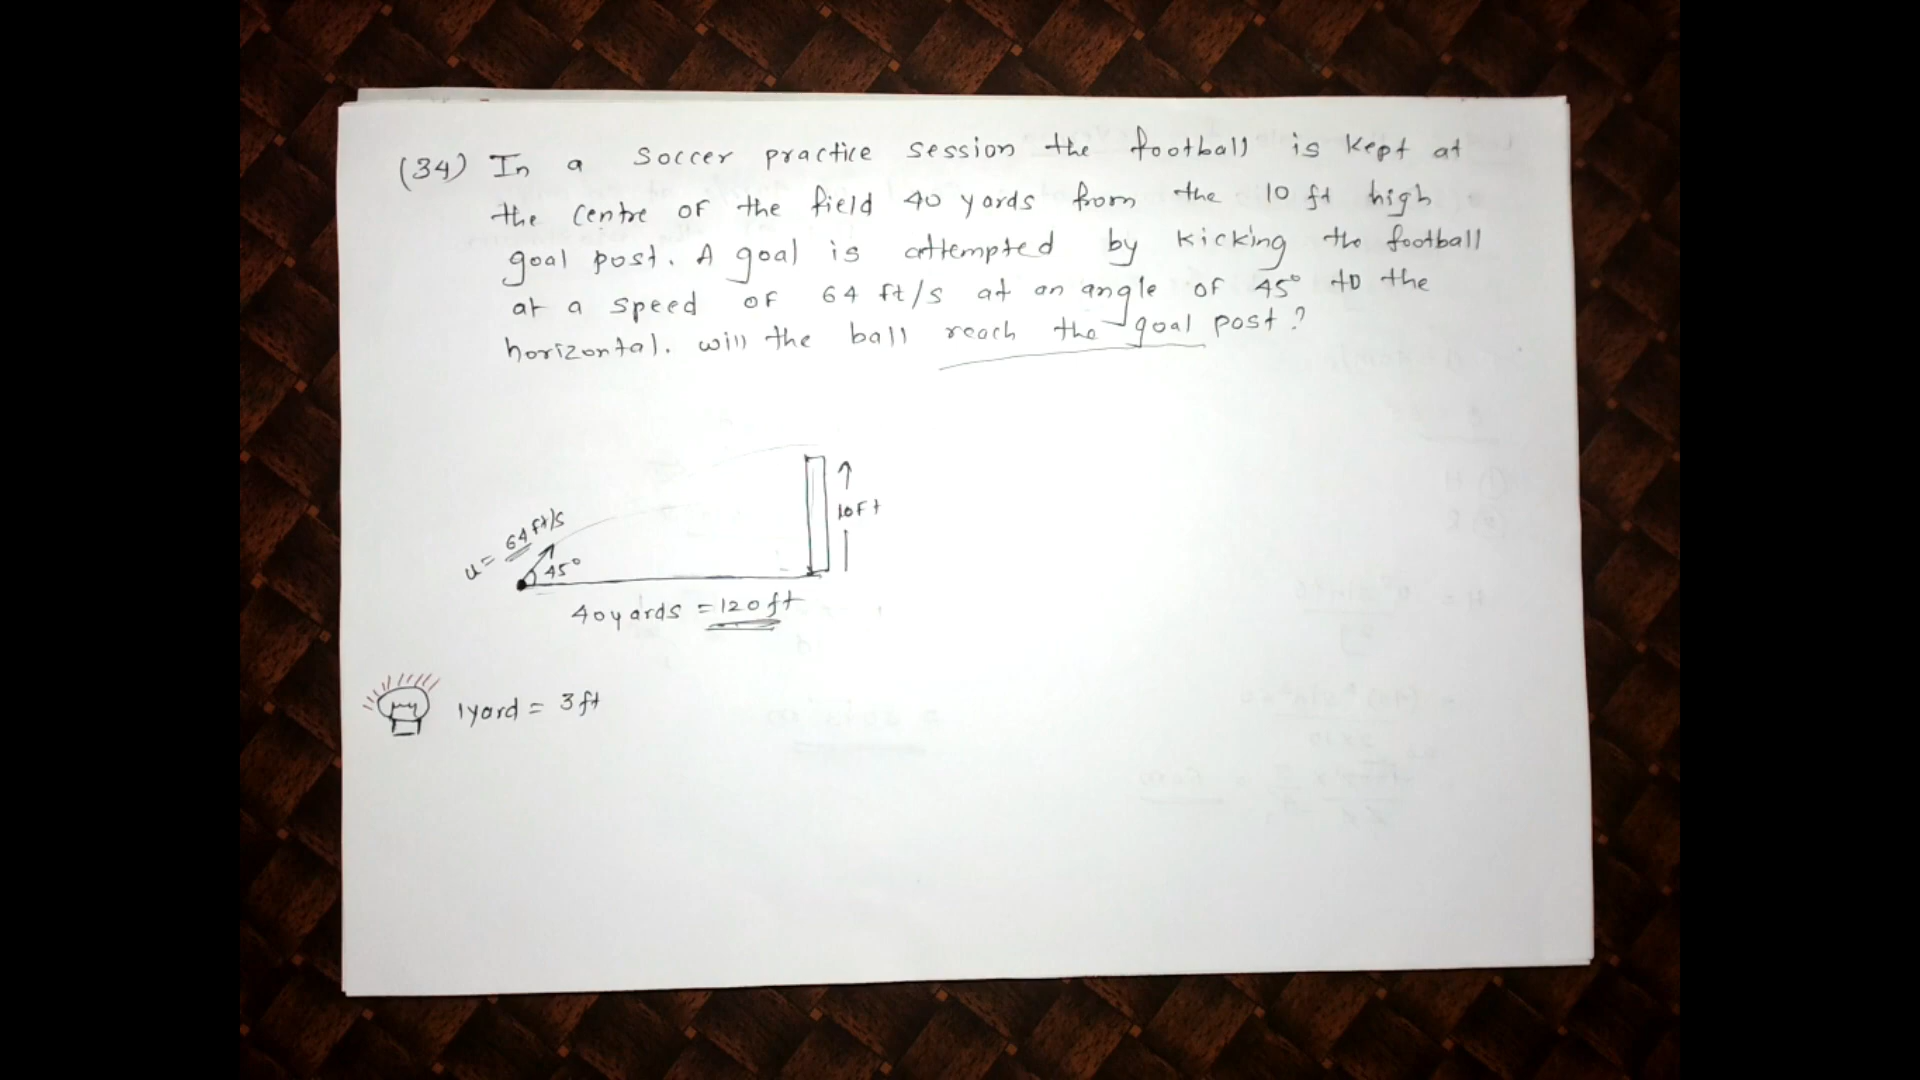 (34) In a soccer practice session the football is kept at
the centre of the field 40 yards from the 10 ft high
goal post. A goal is attempted by kicking the football
at a speed of 64 ft/s at an angle of 45° to the
horizontal. will the ball reach the goal post?
10Ft
u = 64 ft/s
45°
40 yards = 120 ft
1 yard = 3 ft